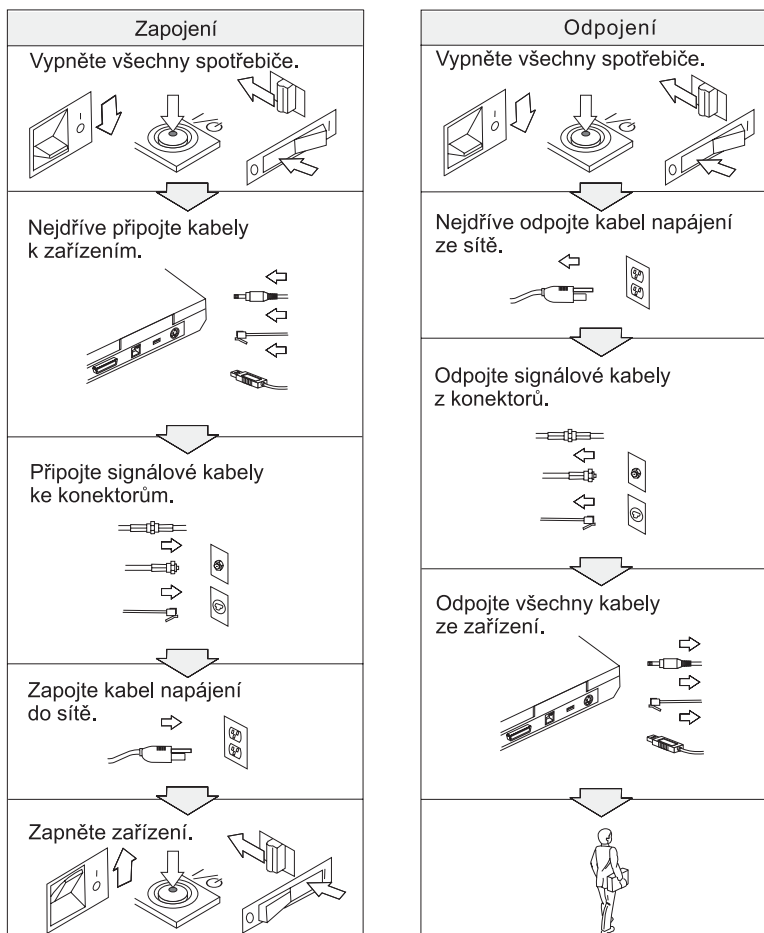 Zapojení
Vypněte všechny spotřebiče.
Nejdříve připojte kabely
k zařízením.
Připojte signálové kabely
ke konektorům.
Zapojte kabel napájení
do sítě.
Zapněte zařízení.
Odpojení
Vypněte všechny spotřebiče.
Nejdříve odpojte kabel napájení
ze sítě.
Odpojte signálové kabely
z konektorů.
Odpojte všechny kabely
ze zařízení.